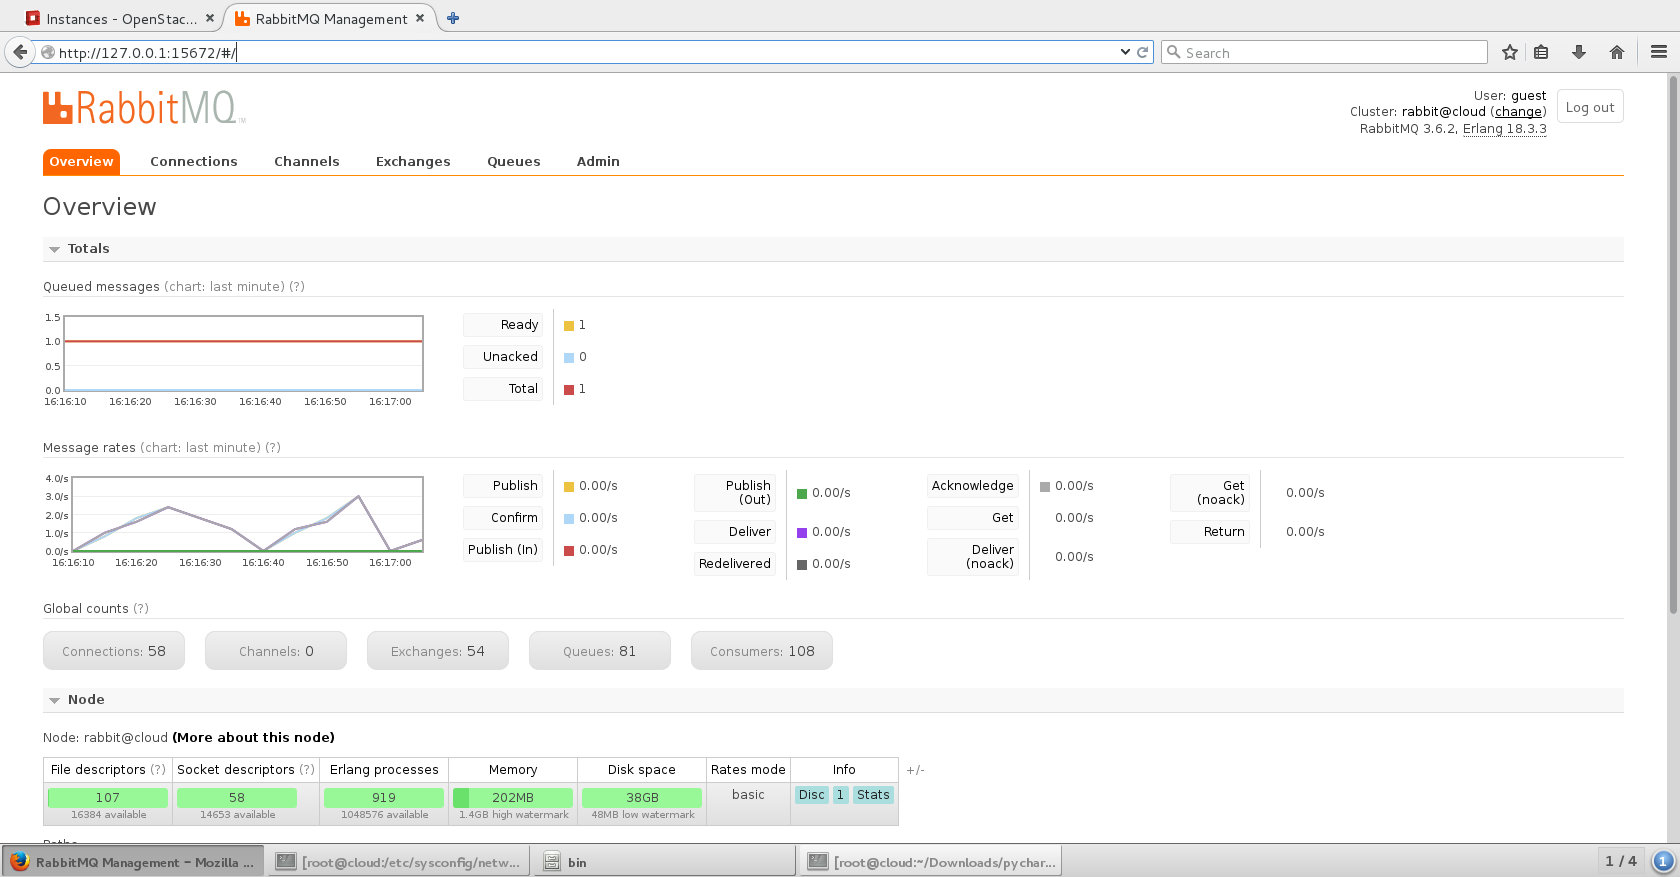 Instances - OpenStac...
RabbitMQ Management
http://127.0.0.1:15672/#/
Search
RabbitMQ
TM
User: guest
Cluster: rabbit@cloud (change)
RabbitMQ 3.6.2, Erlang 18.3.3
Log out
Overview Connections Channels Exchanges Queues Admin
Overview
Totals
Queued messages (chart: last minute) (?)
1.5
1.0
0.5
0.0
16:16:10 16:16:20 16:16:30 16:16:40 16:16:50 16:17:00
Ready 1
Unacked 0
Total 1
Message rates (chart: last minute) (?)
4.0/s
3.0/s
2.0/s
1.0/s
0.0/s
16:16:10 16:16:20 16:16:30 16:16:40 16:16:50 16:17:00
Publish 0.00/s
Confirm 0.00/s
Publish (In) 0.00/s
Publish
(Out) 0.00/s
Deliver 0.00/s
Redelivered 0.00/s
Acknowledge 0.00/s
Get 0.00/s
Deliver
(noack) 0.00/s
Get
(noack) 0.00/s
Return 0.00/s
Global counts (?)
Connections: 58 Channels: 0 Exchanges: 54 Queues: 81 Consumers: 108
Node
Node: rabbit@cloud (More about this node)
File descriptors (?) Socket descriptors (?) Erlang processes Memory Disk space Rates mode Info +/-
107 58 919 202MB 38GB basic Disc 1 Stats
16384 available 14653 available 1048576 available 1.4GB high watermark 48MB low watermark
Paths
RabbitMQ Management - Mozilla ... [root@cloud:/etc/sysconfig/netw... bin [root@cloud:~/Downloads/pychar... 1 / 4 1